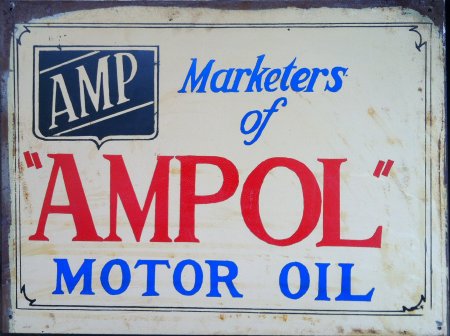 AMP
Marketers
of
"AMPOL"
MOTOR OIL